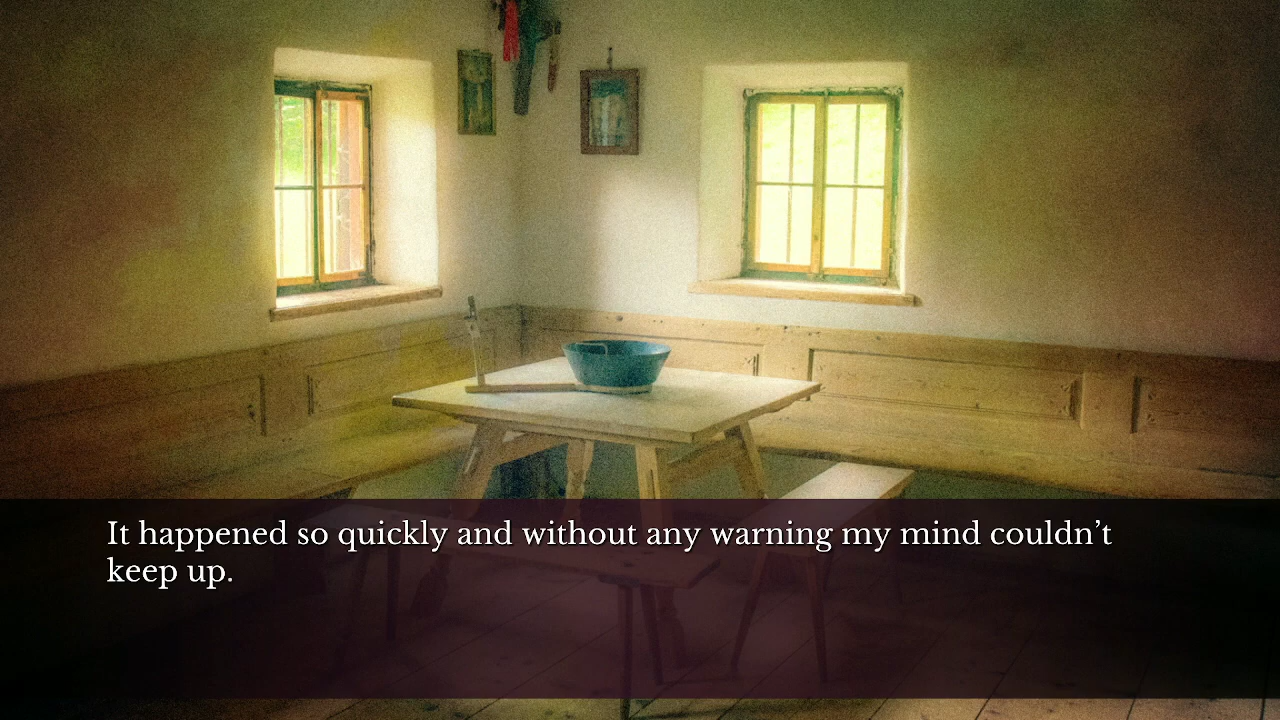 It happened so quickly and without any warning my mind couldn’t
keep up.